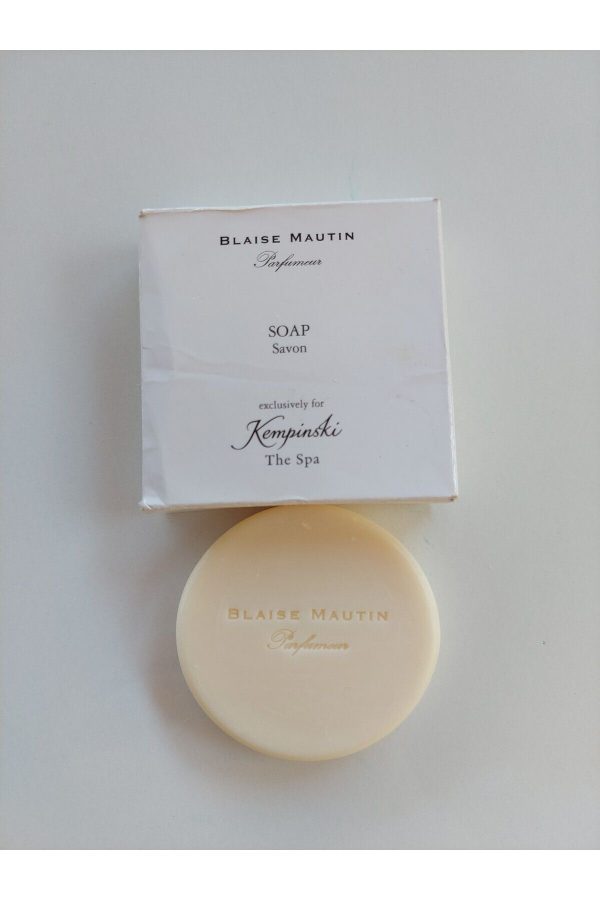 BLAISE MAUTIN
Parfumeur
SOAP
Savon
exclusively for
Kempinski
The Spa
BLAISE MAUTIN
Parfumeur